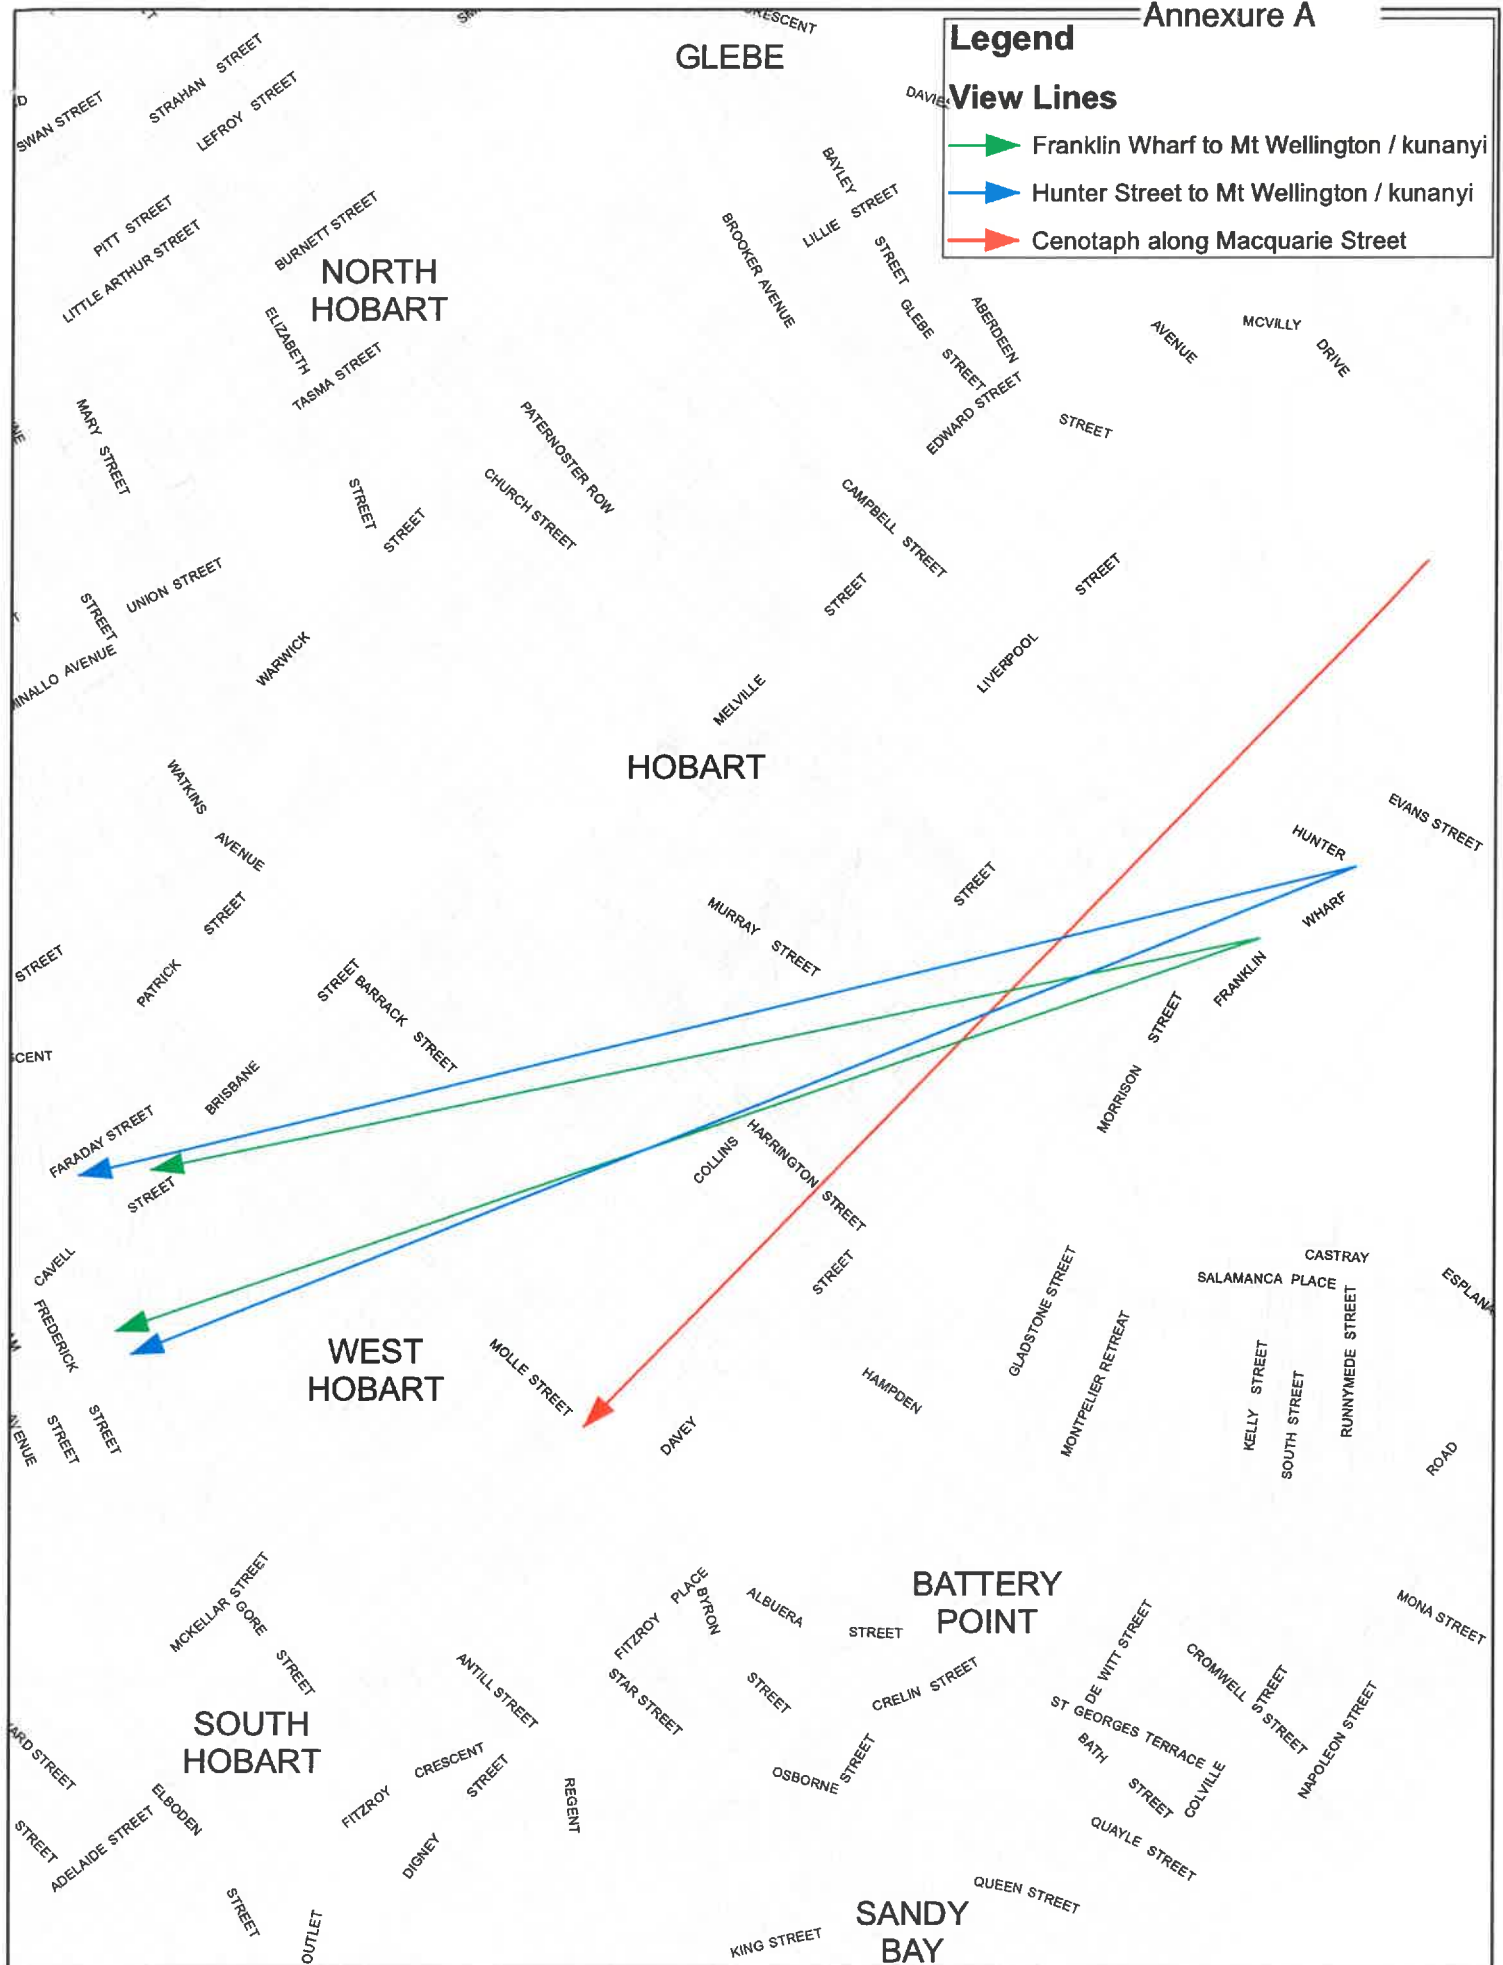 Annexure A
Legend
View Lines
Franklin Wharf to Mt Wellington / kunanyi
Hunter Street to Mt Wellington / kunanyi
Cenotaph along Macquarie Street
GLEBE
STRAHAN STREET
SWAN STREET
LEFROY STREET
PITT STREET
LITTLE ARTHUR STREET
BURNETT STREET
NORTH
HOBART
ELIZABETH
TASMA STREET
BAYLEY
LILLIE STREET
BROOKER AVENUE
STREET
GLEBE
STREET
ABERDEEN
EDWARD STREET
AVENUE
MCVILLY
DRIVE
STREET
MARY STREET
PATERNOSTER ROW
CHURCH STREET
STREET
STREET
CAMPBELL STREET
UNION STREET
STREET
AVENUE
WARWICK
STREET
STREET
MELVILLE
LIVERPOOL
HOBART
WATKINS
AVENUE
STREET
PATRICK
STREET
STREET
BARRACK STREET
MURRAY STREET
STREET
EVANS STREET
HUNTER
WHARF
FRANKLIN
STREET
MORRISON
BRISBANE
FARADAY STREET
STREET
COLLINS
HARRINGTON STREET
CAVELL
FREDERICK
STREET
STREET
STREET
WEST
HOBART
MOLLE STREET
DAVEY
HAMPDEN
GLADSTONE STREET
MONTPELIER RETREAT
CASTRAY
SALAMANCA PLACE
KELLY STREET
SOUTH STREET
RUNNYMEDE STREET
ROAD
MCKELLAR STREET
GORE STREET
FITZROY PLACE
BYRON
ALBUERA
STREET
BATTERY
POINT
MONA STREET
DE WITT STREET
CROMWELL STREET
STREET
NAPOLEON STREET
ANTILL STREET
STAR STREET
STREET
CRELIN STREET
ST GEORGES TERRACE
SOUTH
HOBART
BATH STREET
COLVILLE
OSBORNE
STREET
CRESCENT
FITZROY
STREET
DIGNEY
REGENT
ELBODEN
STREET
STREET
ADELAIDE STREET
STREET
QUAYLE STREET
QUEEN STREET
OUTLET
KING STREET
SANDY
BAY